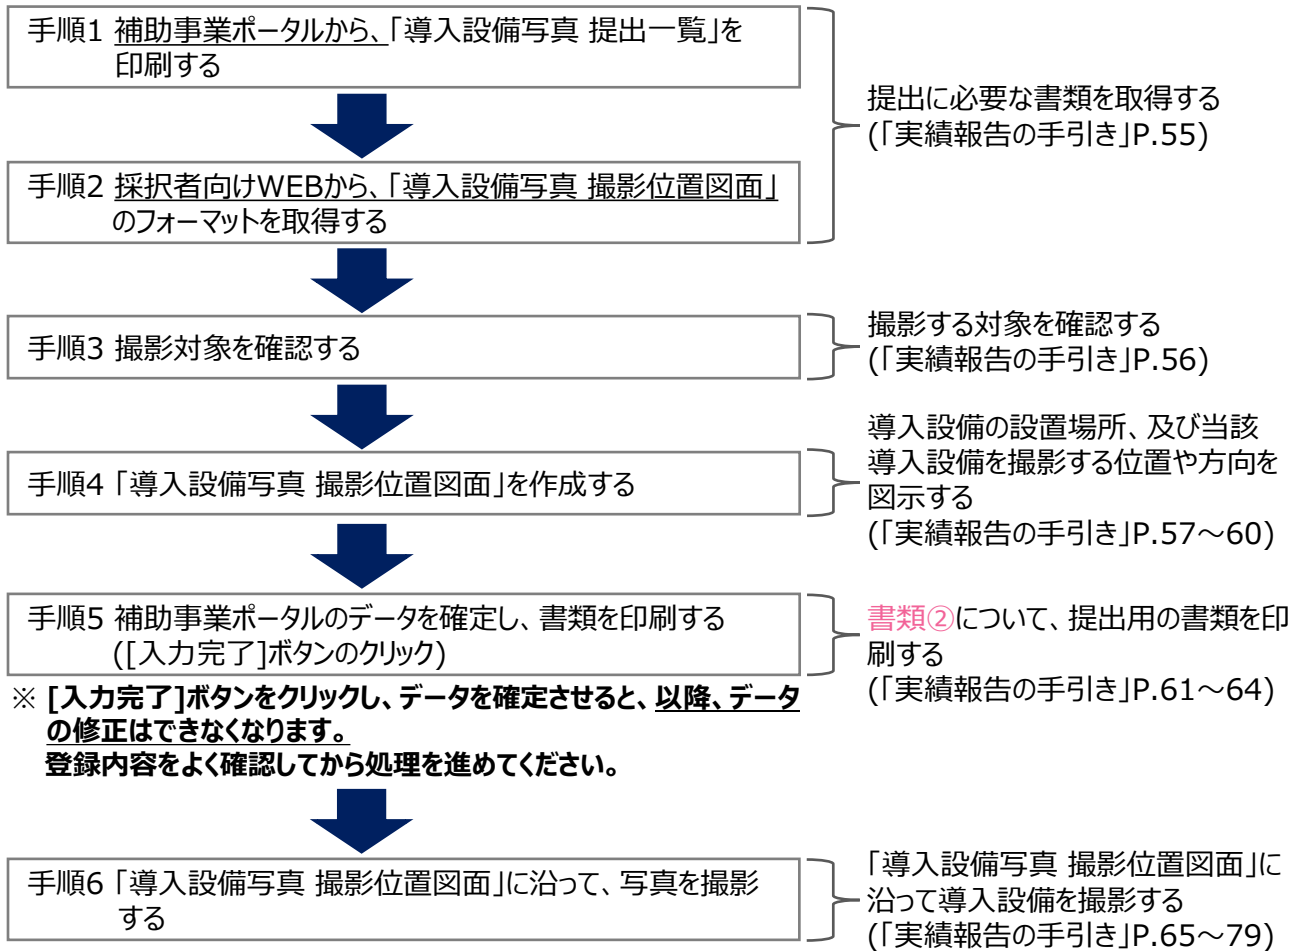 手順1 補助事業ポータルから、「導入設備写真 提出一覧」を
印刷する
提出に必要な書類を取得する
(「実績報告の手引き」P.55)
手順2 採択者向けWEBから、「導入設備写真 撮影位置図面」
のフォーマットを取得する
手順3 撮影対象を確認する
撮影する対象を確認する
(「実績報告の手引き」P.56)
手順4 「導入設備写真 撮影位置図面」を作成する
導入設備の設置場所、及び当該
導入設備を撮影する位置や方向を
図示する
(「実績報告の手引き」P.57～60)
手順5 補助事業ポータルのデータを確定し、書類を印刷する
([入力完了]ボタンのクリック)
書類②について、提出用の書類を印
刷する
(「実績報告の手引き」P.61～64)
※ [入力完了]ボタンをクリックし、データを確定させると、以降、データ
の修正はできなくなります。
登録内容をよく確認してから処理を進めてください。
手順6 「導入設備写真 撮影位置図面」に沿って、写真を撮影
する
「導入設備写真 撮影位置図面」に
沿って導入設備を撮影する
(「実績報告の手引き」P.65～79)